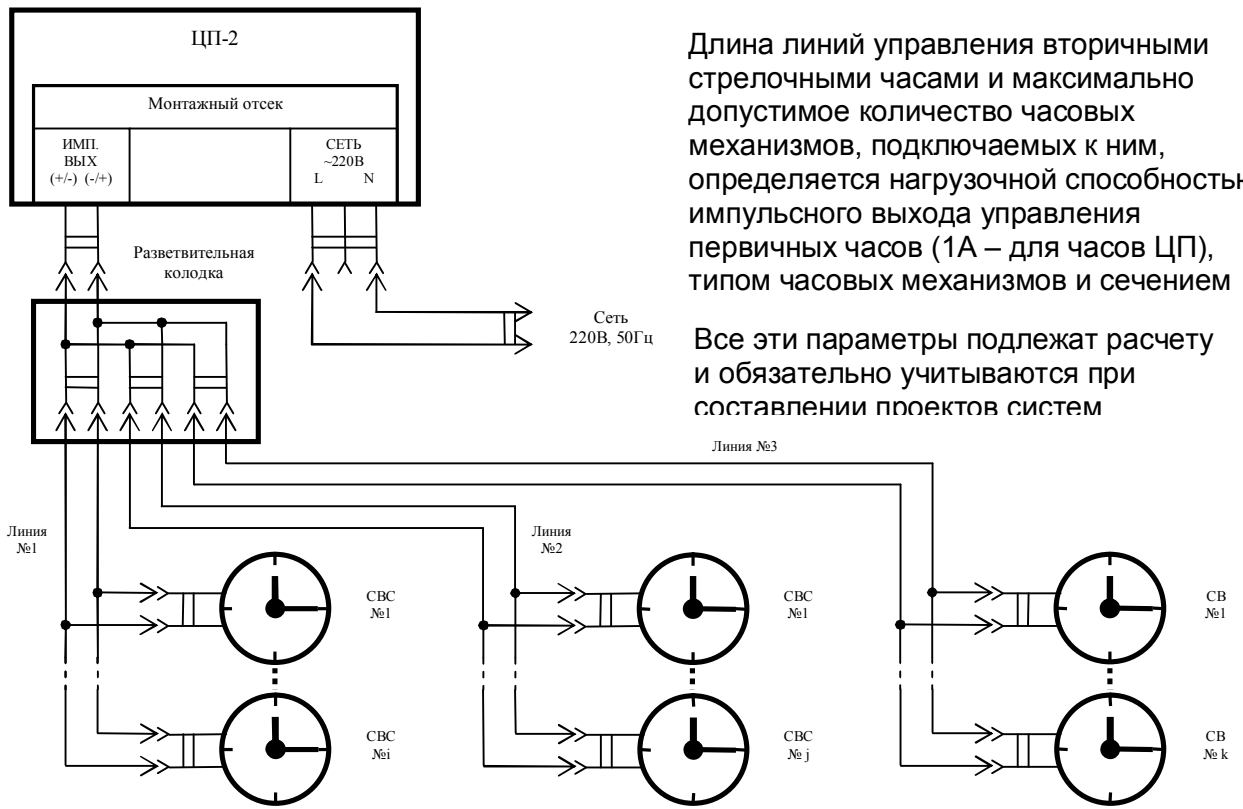 ЦП-2
Монтажный отсек
ИМП.
ВЫХ
(+/-) (-/+)
СЕТЬ
~220В
L N
Разветвительная
колодка
Сеть
220В, 50Гц
Длина линий управления вторичными
стрелочными часами и максимально
допустимое количество часовых
механизмов, подключаемых к ним,
определяется нагрузочной способность
импульсного выхода управления
первичных часов (1А – для часов ЦП),
типом часовых механизмов и сечением
Все эти параметры подлежат расчету
и обязательно учитываются при
составлении проектов систем
Линия №3
Линия
№1
Линия
№2
СВС
№1
СВС
№1
СВ
№1
СВС
№i
СВС
№ j
СВ
№ k